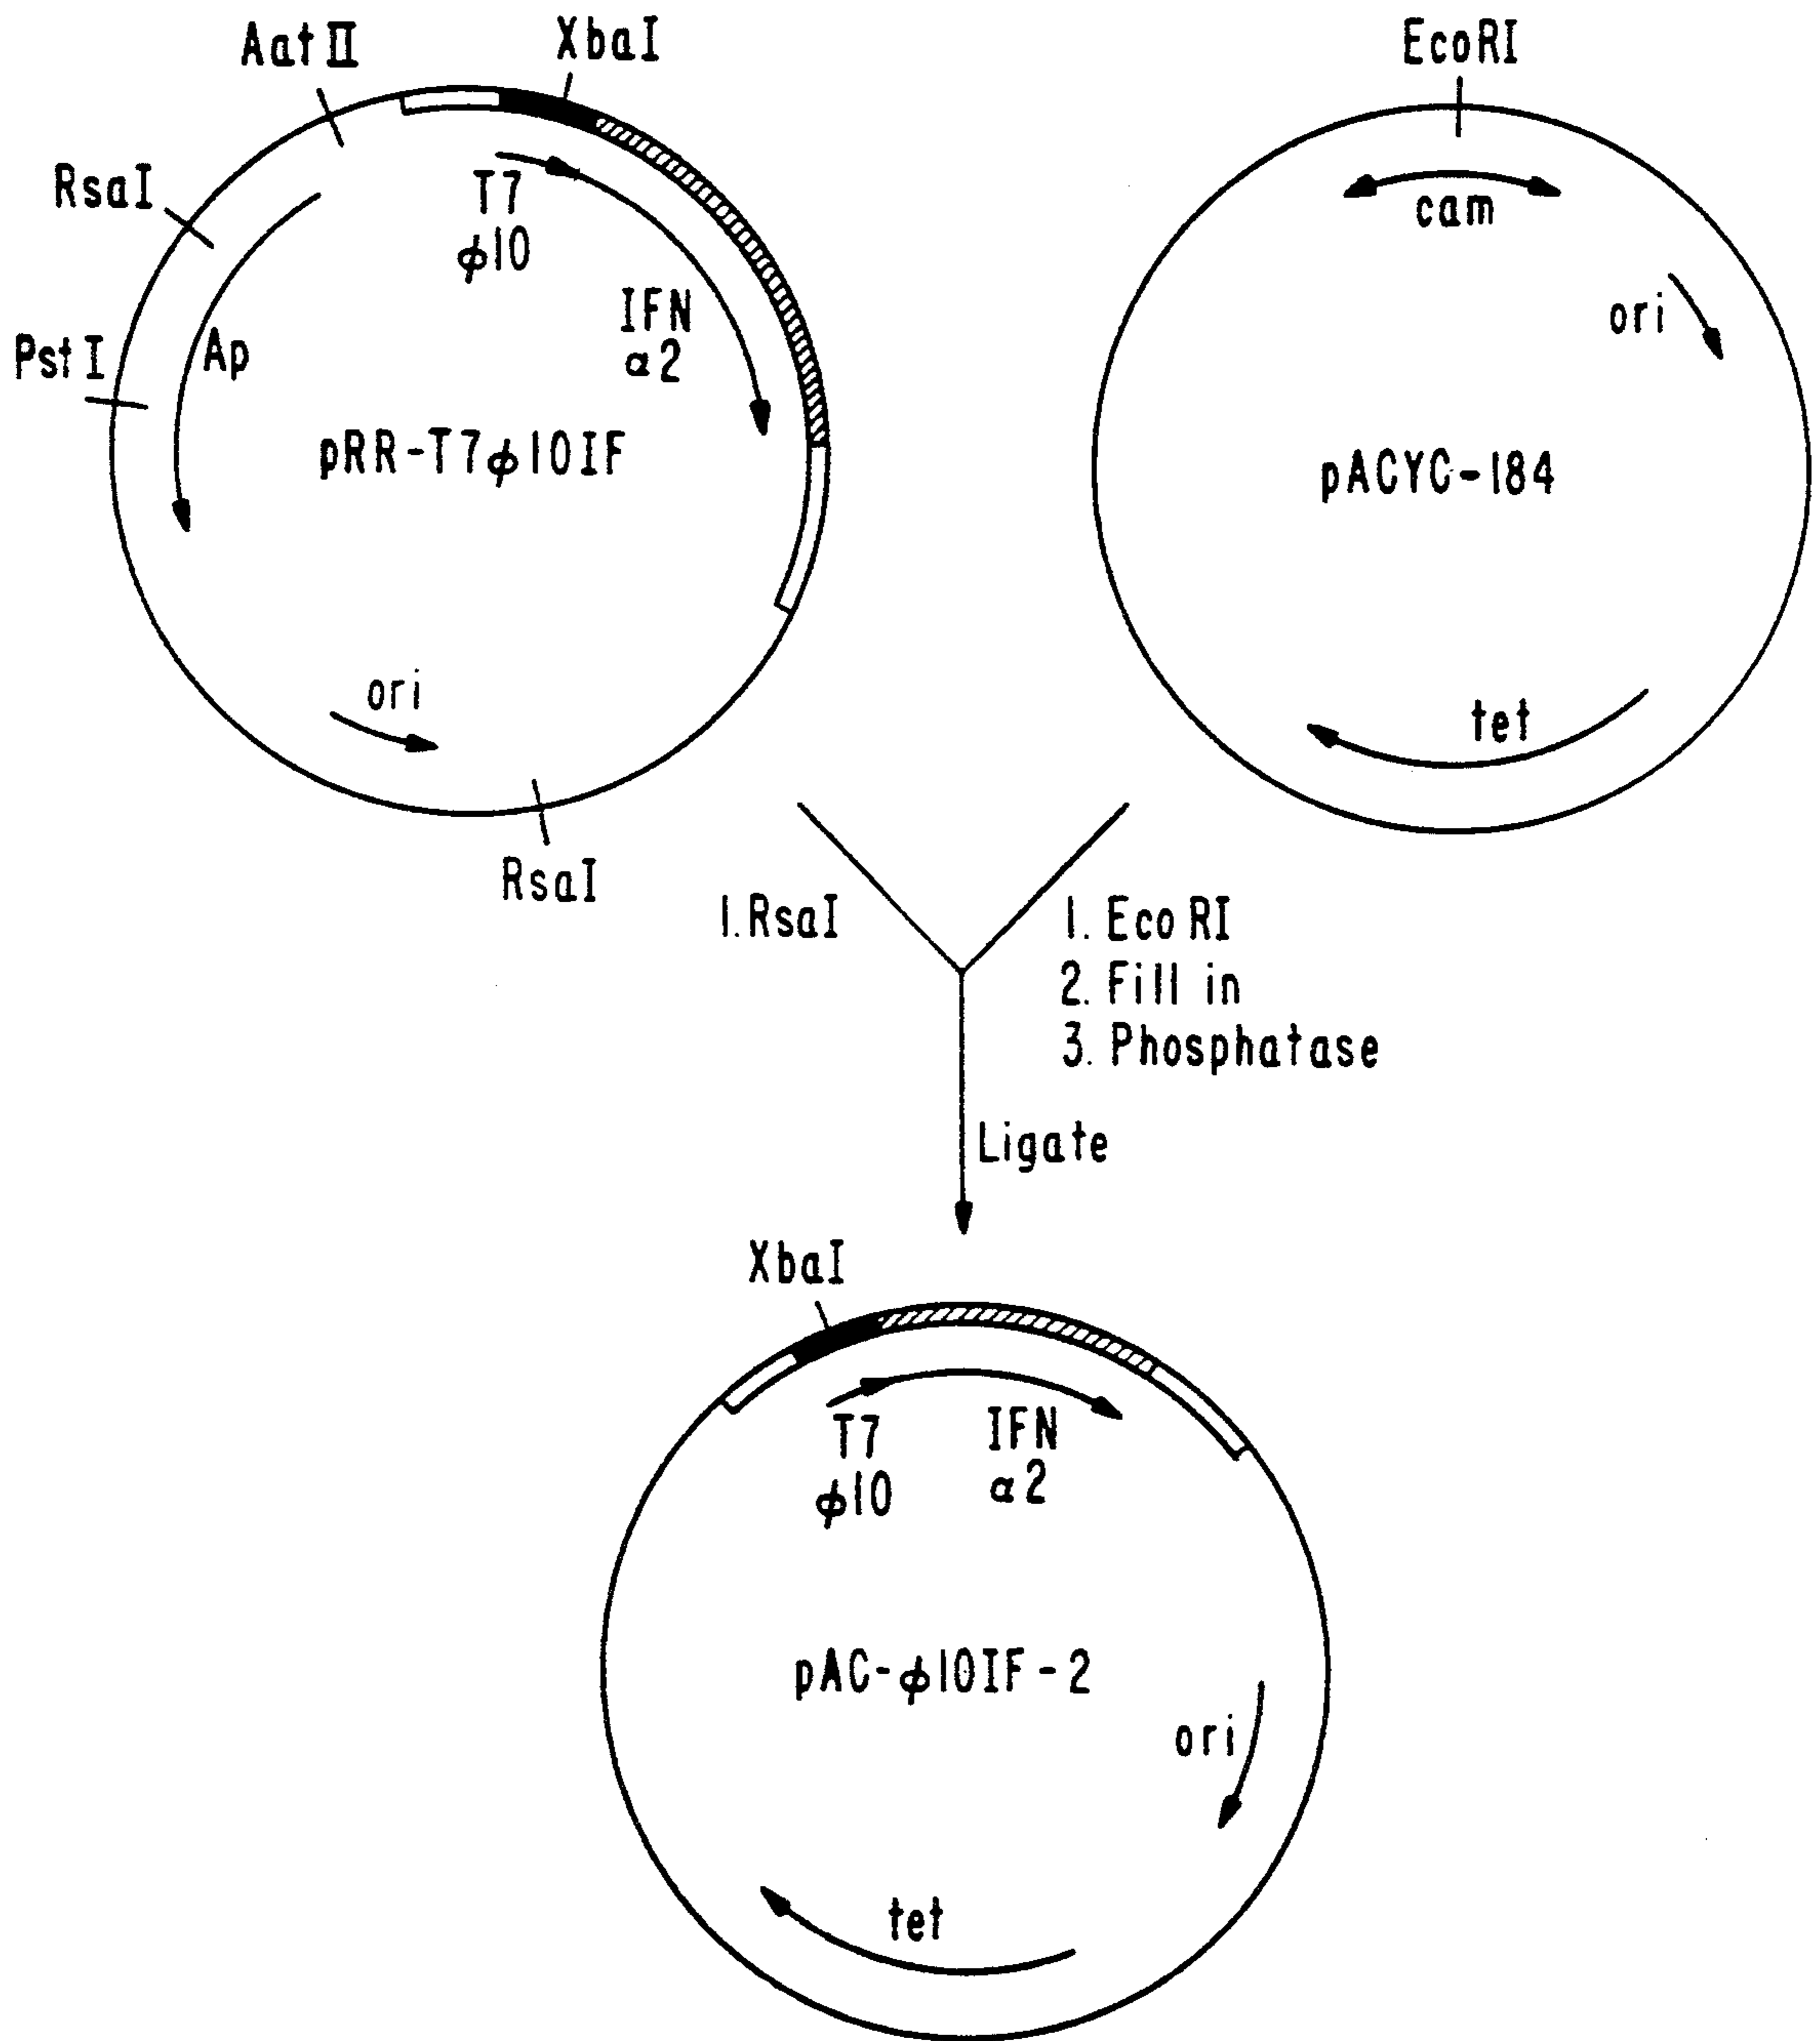 AatII
XbaI
RsaI
PstI
Ap
T7
ϕ10
IFN
α2
pRR-T7ϕ10IF
ori
RsaI
EcoRI
cam
ori
pACYC-184
tet
1. RsaI
1. Eco RI
2. Fill in
3. Phosphatase
Ligate
XbaI
T7
ϕ10
IFN
α2
pAC-ϕ10IF-2
ori
tet